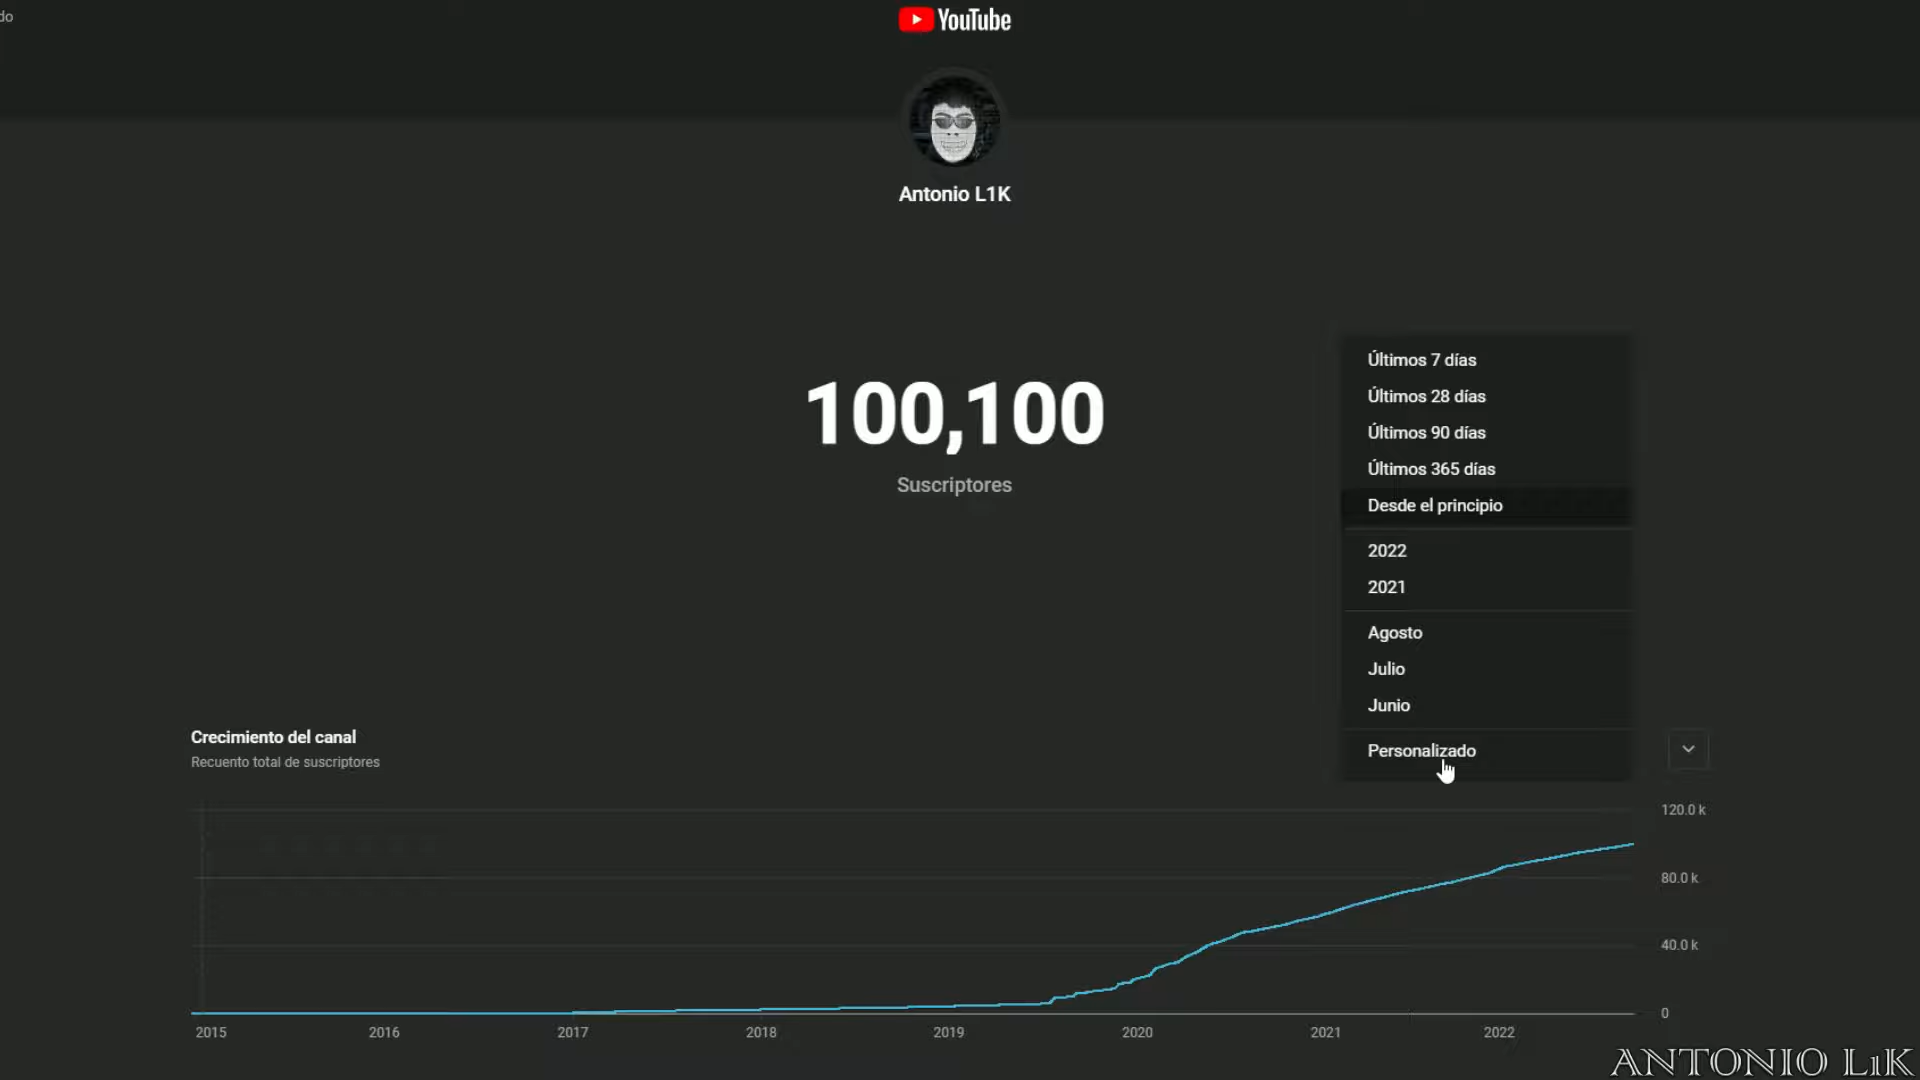 do
YouTube
Antonio L1K
100,100
Suscriptores
Últimos 7 días
Últimos 28 días
Últimos 90 días
Últimos 365 días
Desde el principio
2022
2021
Agosto
Julio
Junio
Personalizado
Crecimiento del canal
Recuento total de suscriptores
120.0 k
80.0 k
40.0 k
0
2015 2016 2017 2018 2019 2020 2021 2022
ANTONIO L1K